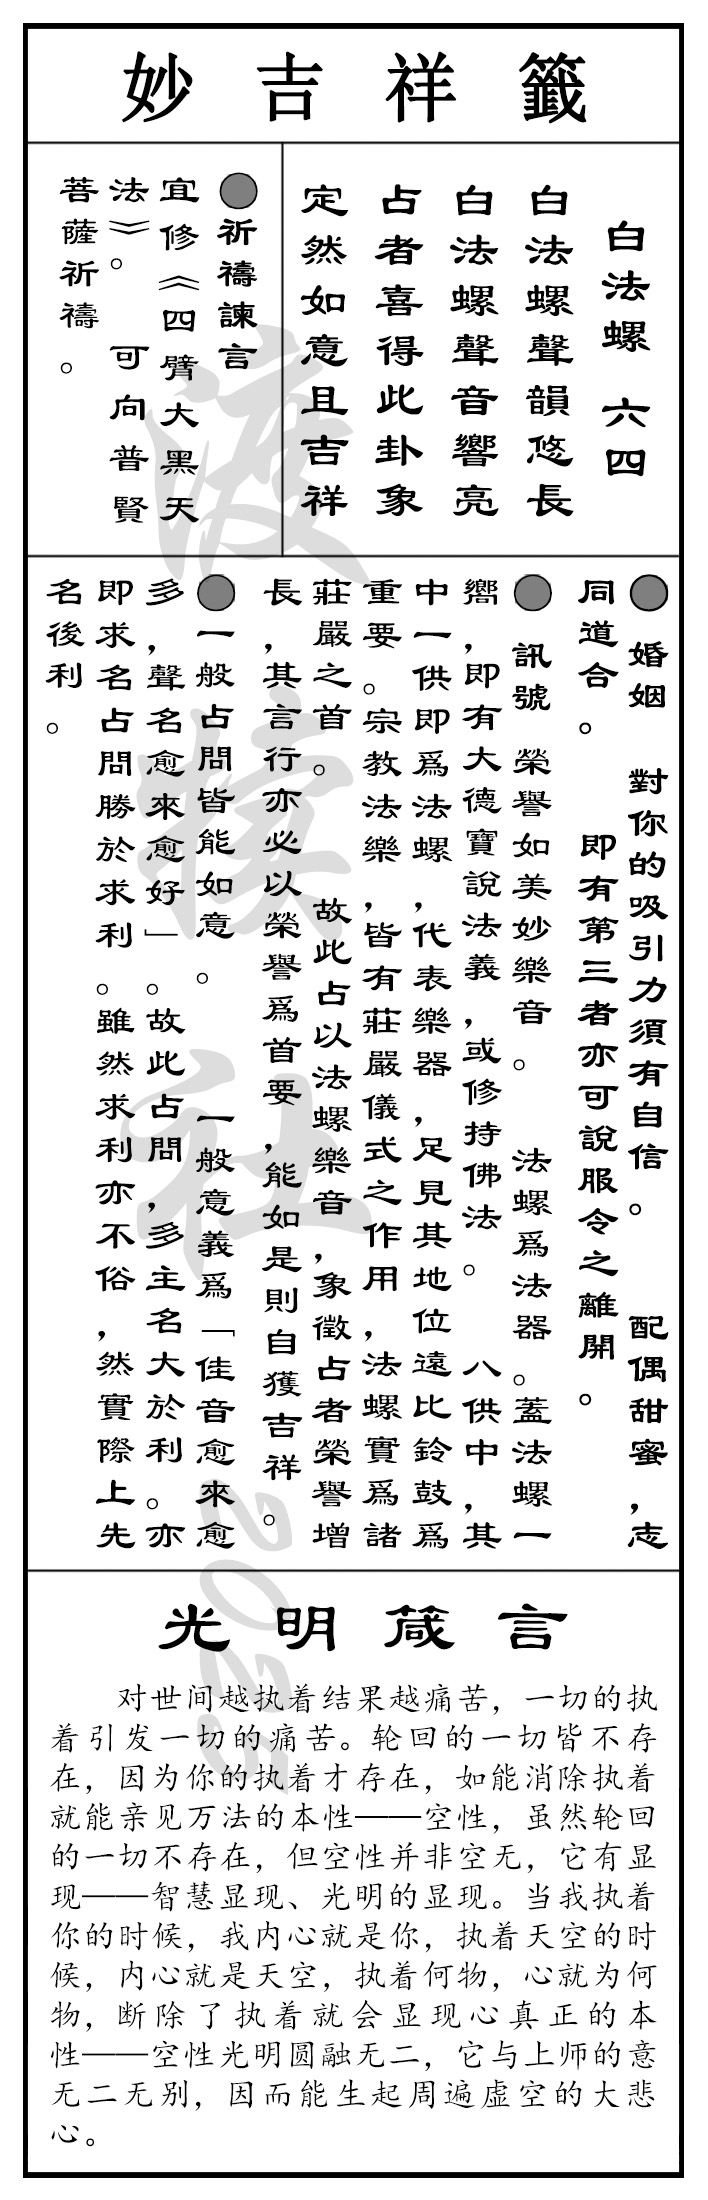 妙吉祥籤
白法螺 六四
白法螺聲韻悠長
白法螺聲音響亮
占者喜得此卦象
定然如意且吉祥
●祈禱諫言
宜修《四臂大黑天
法》。 可向普賢
菩薩祈禱。
● 婚姻 對你的吸引力須有自信。 配偶甜蜜，志
同道合。 即有第三者亦可說服令之離開。
● 訊號 榮譽如美妙樂音。 法螺爲法器。蓋法螺一
嚮，即有大德寶說法義，或修持佛法。 八供中，其
中一供即爲法螺，代表樂器，足見其地位遠比鈴鼓爲
重要。宗教法樂，皆有莊嚴儀式之作用，法螺實爲諸
莊嚴之首。 故此占以法螺樂音，象徵占者榮譽增
長，其言行亦必以榮譽爲首要，能如是則自獲吉祥。
●一般占問皆能如意。 一般意義爲「佳音愈來愈
多，聲名愈來愈好」。故此占問，多主名大於利。亦
即求名占問勝於求利。雖然求利亦不俗，然實際上先
名後利。
光明箴言
对世间越执着结果越痛苦，一切的执
着引发一切的痛苦。轮回的一切皆不存
在，因为你的执着才存在，如能消除执着
就能亲见万法的本性——空性，虽然轮回
的一切不存在，但空性并非空无，它有显
现——智慧显现、光明的显现。当我执着
你的时候，我内心就是你，执着天空的时
候，内心就是天空，执着何物，心就为何
物，断除了执着就会显现心真正的本
性——空性光明圆融无二，它与上师的意
无二无别，因而能生起周遍虚空的大悲
心。
2025